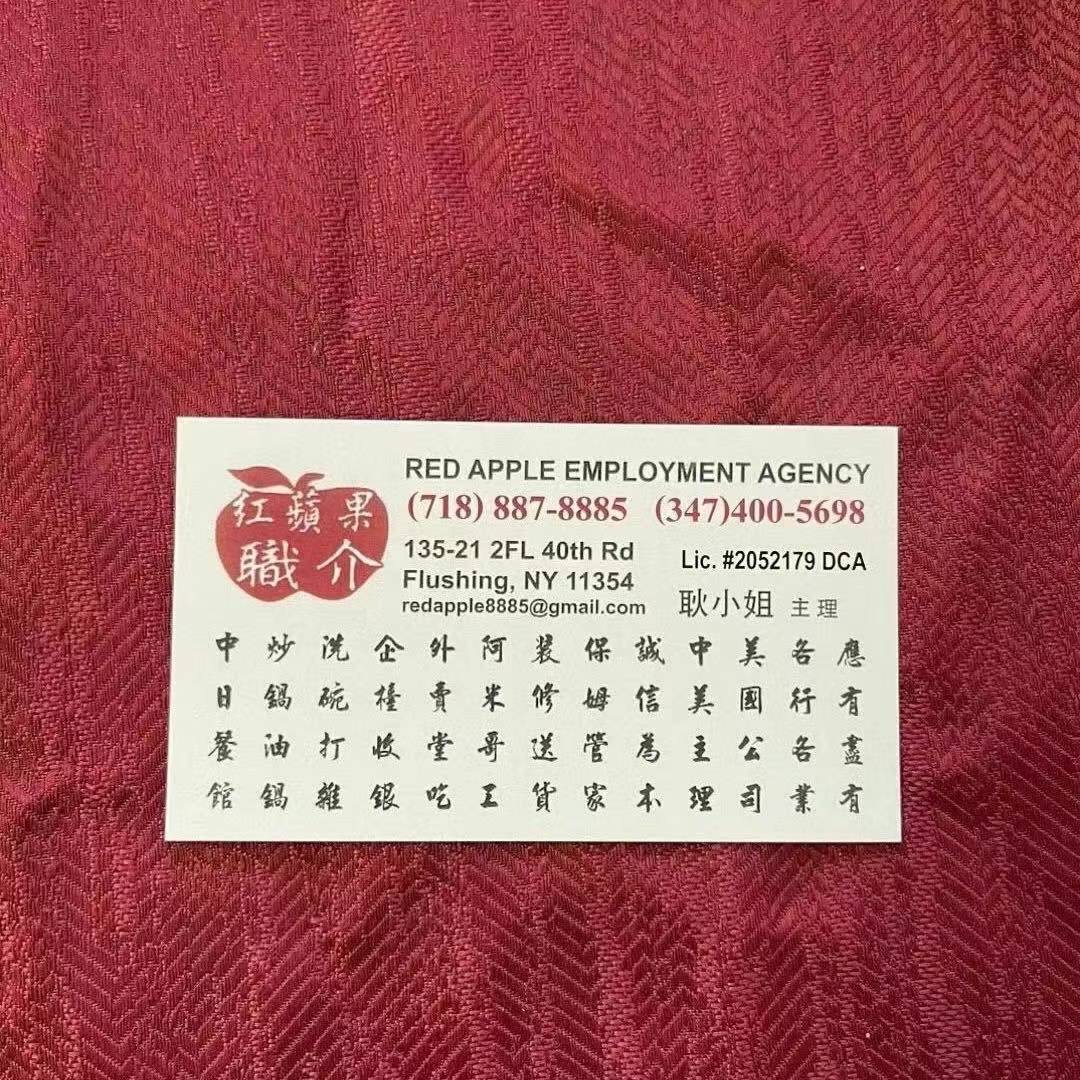 红蘋果
職介
RED APPLE EMPLOYMENT AGENCY
(718) 887-8885 (347)400-5698
135-21 2FL 40th Rd
Flushing, NY 11354
redapple8885@gmail.com
Lic. #2052179 DCA
耿小姐 主理
中日餐館
炒鍋油鍋
洗碗打雜
企檯收銀
外賣堂吃
阿米哥工
装修送貨
保姆管家
誠信為本
中美主理
美國公司
各行各業
應有盡有